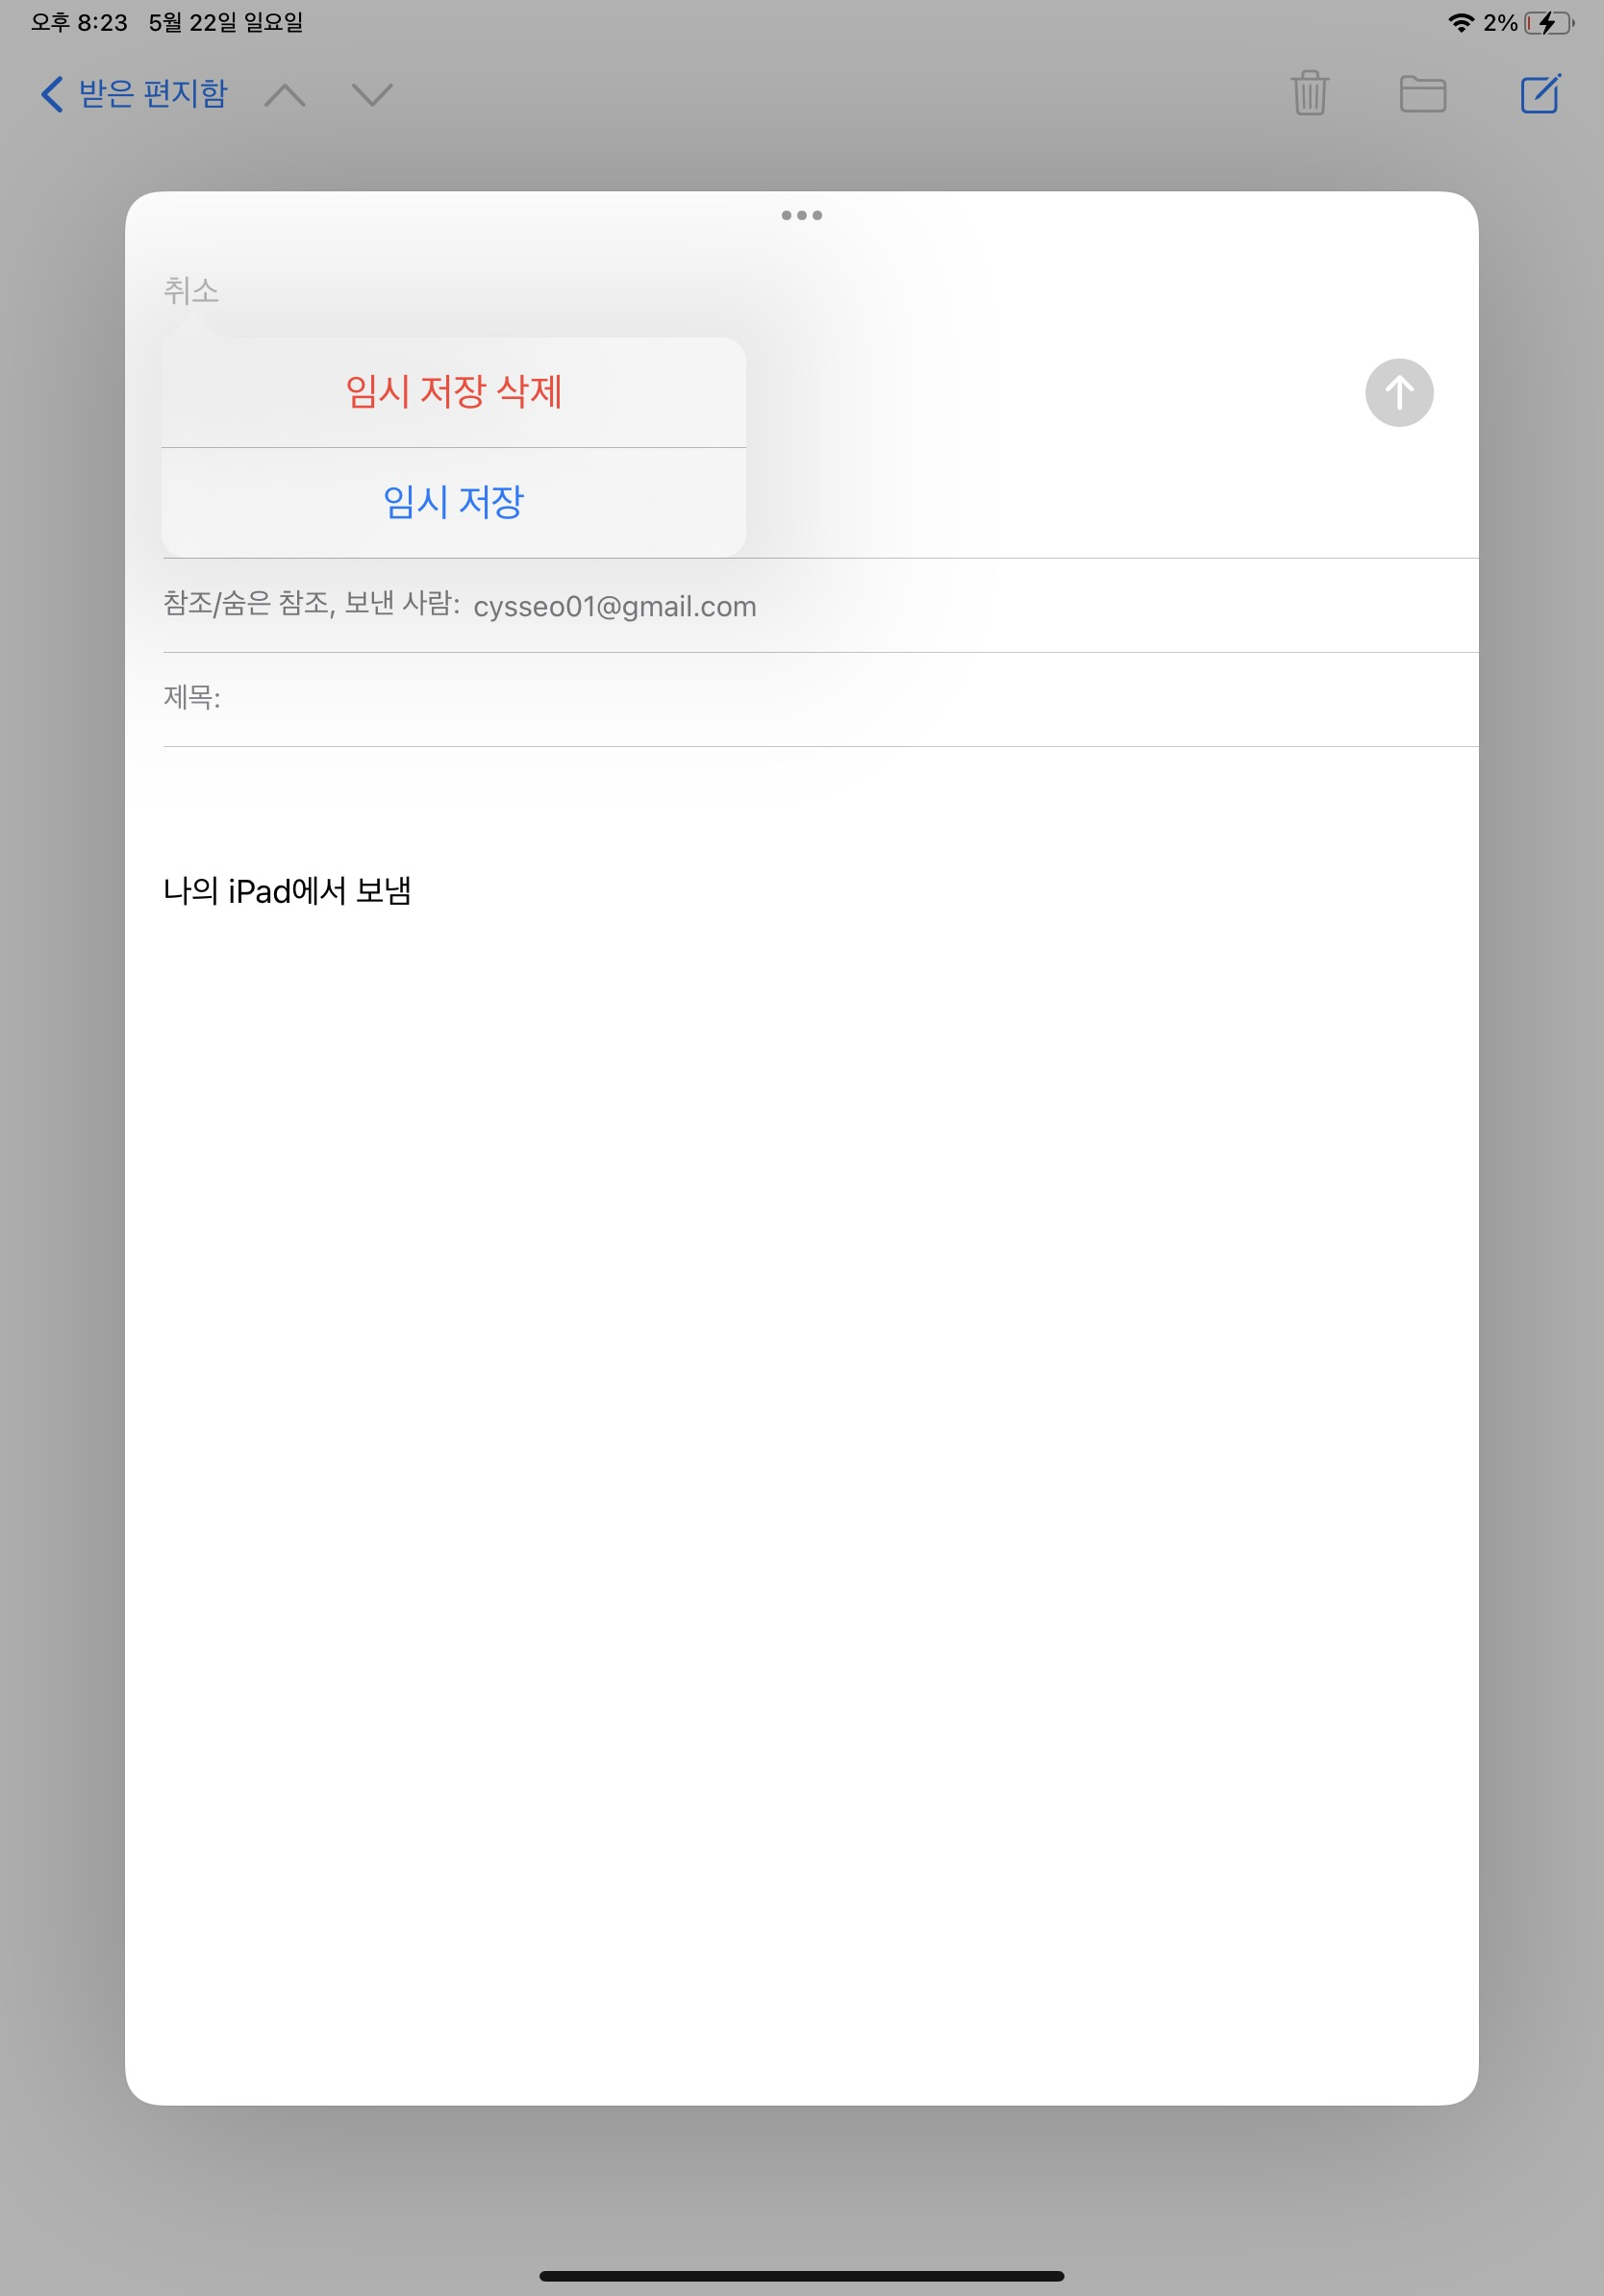 오후 8:23 5월 22일 일요일 2%
받은 편지함
취소
임시 저장 삭제
임시 저장
참조/숨은 참조, 보낸 사람: cysseo01@gmail.com
제목:
나의 iPad에서 보냄